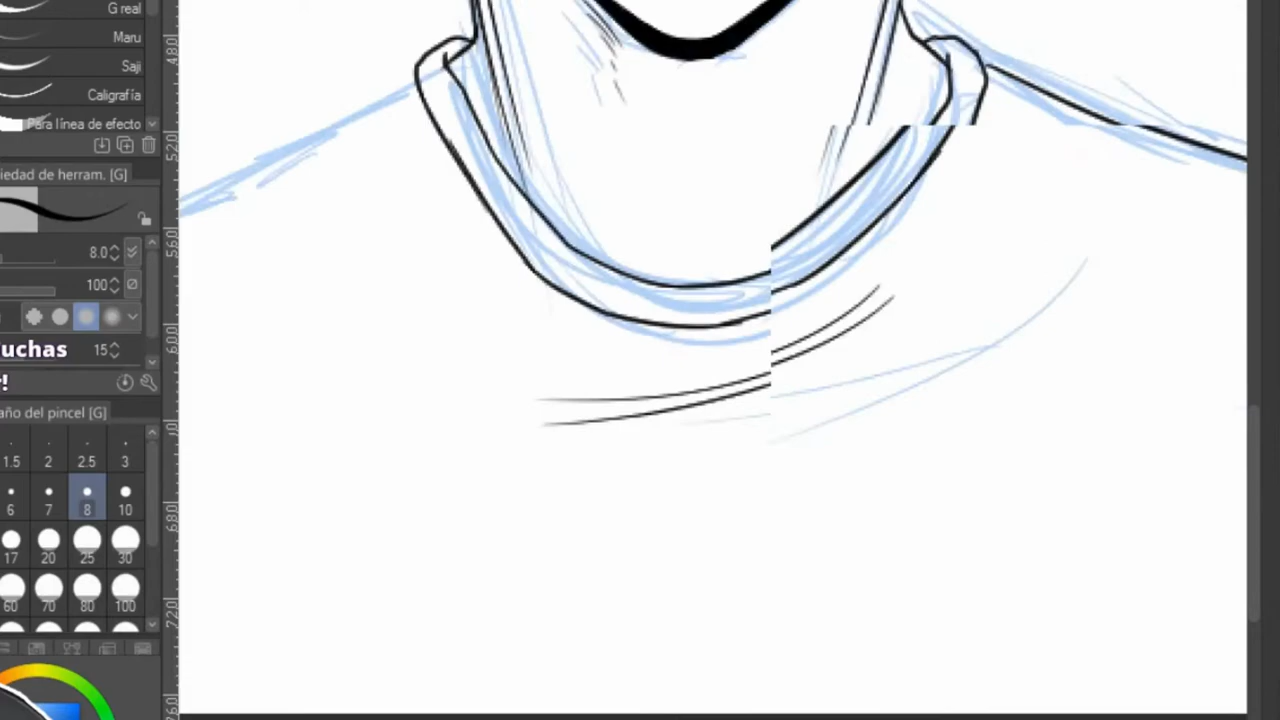 G real
Maru
Saji
Caligrafía
Para línea de efecto
iedad de herram. [G]
8.0
100
uchas 15
r!
año del pincel [G]
1.5 2 2.5 3
6 7 8 10
17 20 25 30
60 70 80 100
480
520
560
600
680
720
760